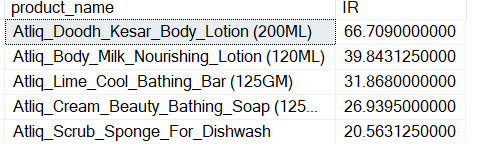 product_name IR
Atliq_Doodh_Kesar_Body_Lotion (200ML) 66.7090000000
Atliq_Body_Milk_Nourishing_Lotion (120ML) 39.8431250000
Atliq_Lime_Cool_Bathing_Bar (125GM) 31.8680000000
Atliq_Cream_Beauty_Bathing_Soap (125... 26.9395000000
Atliq_Scrub_Sponge_For_Dishwash 20.5631250000